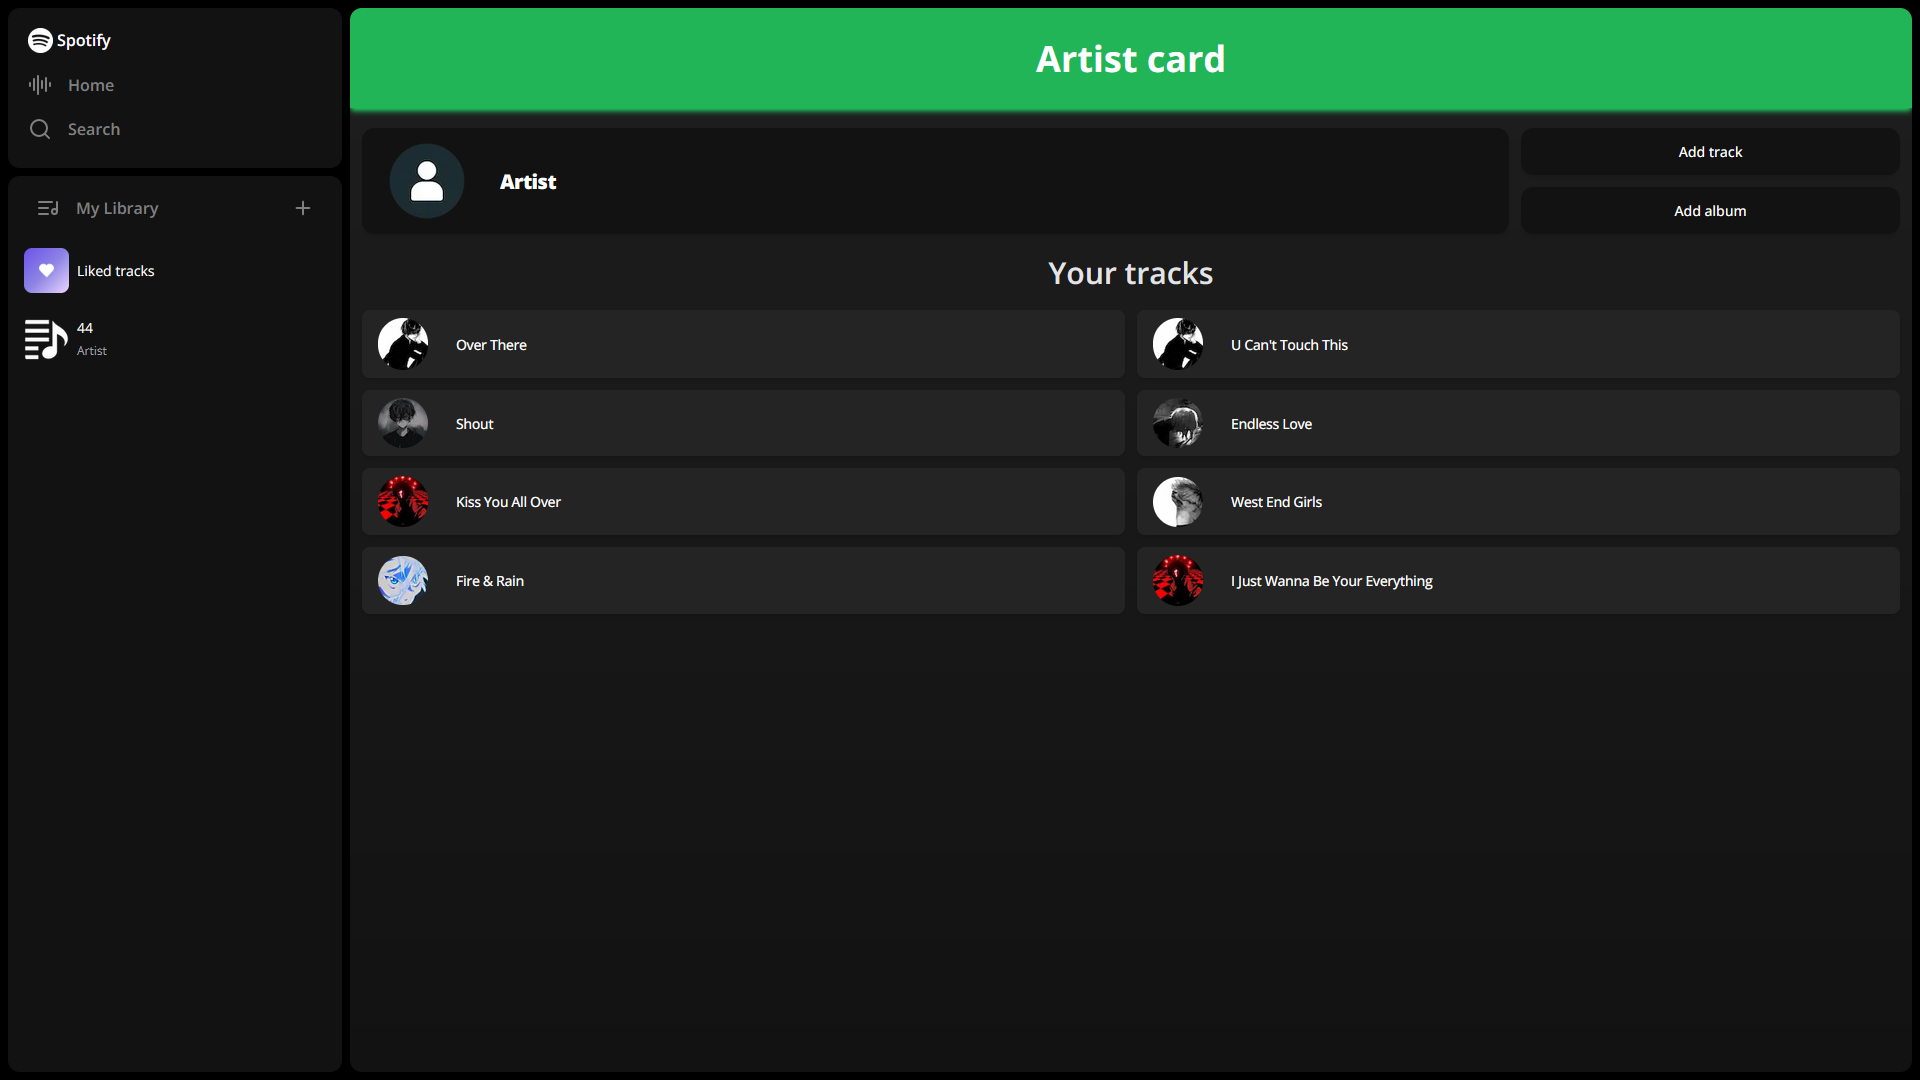 Spotify
Home
Search
My Library
Liked tracks
44
Artist
Artist card
Artist
Add track
Add album
Your tracks
Over There
U Can't Touch This
Shout
Endless Love
Kiss You All Over
West End Girls
Fire & Rain
I Just Wanna Be Your Everything